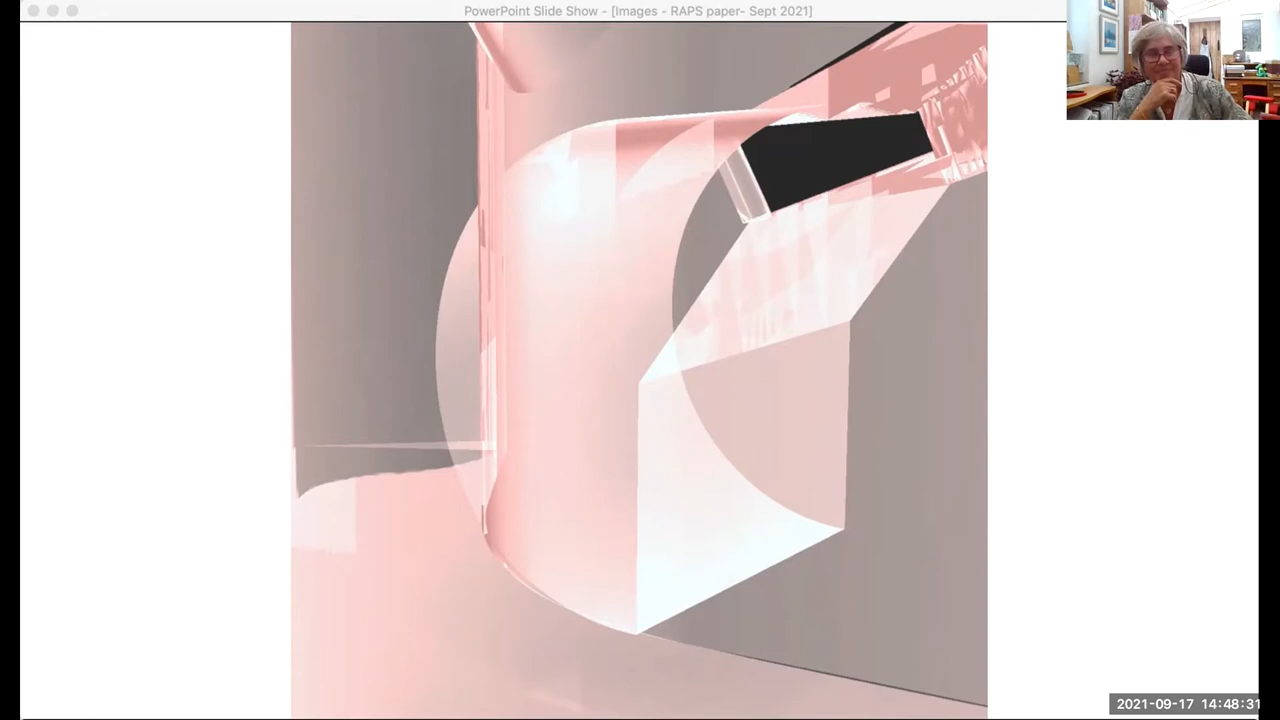 PowerPoint Slide Show - [Images - RAPS paper- Sept 2021]
2021-09-17 14:48:31